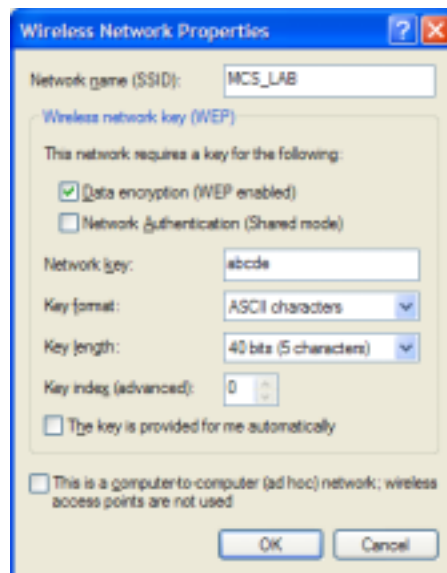 Wireless Network Properties
Network name (SSID): MCS_LAB
Wireless network key (WEP)
This network requires a key for the following:
Data encryption (WEP enabled)
Network Authentication (Shared mode)
Network key: abcde
Key format: ASCII characters
Key length: 40 bits (5 characters)
Key index (advanced): 0
The key is provided for me automatically
This is a computer-to-computer (ad hoc) network; wireless
access points are not used
OK Cancel